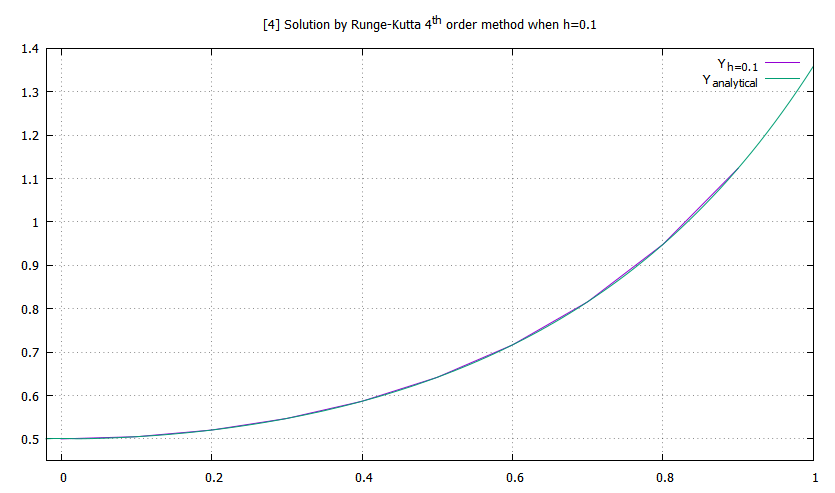 [4] Solution by Runge-Kutta 4th order method when h=0.1
Y h=0.1
Y analytical
1.4
1.3
1.2
1.1
1
0.9
0.8
0.7
0.6
0.5
0 0.2 0.4 0.6 0.8 1